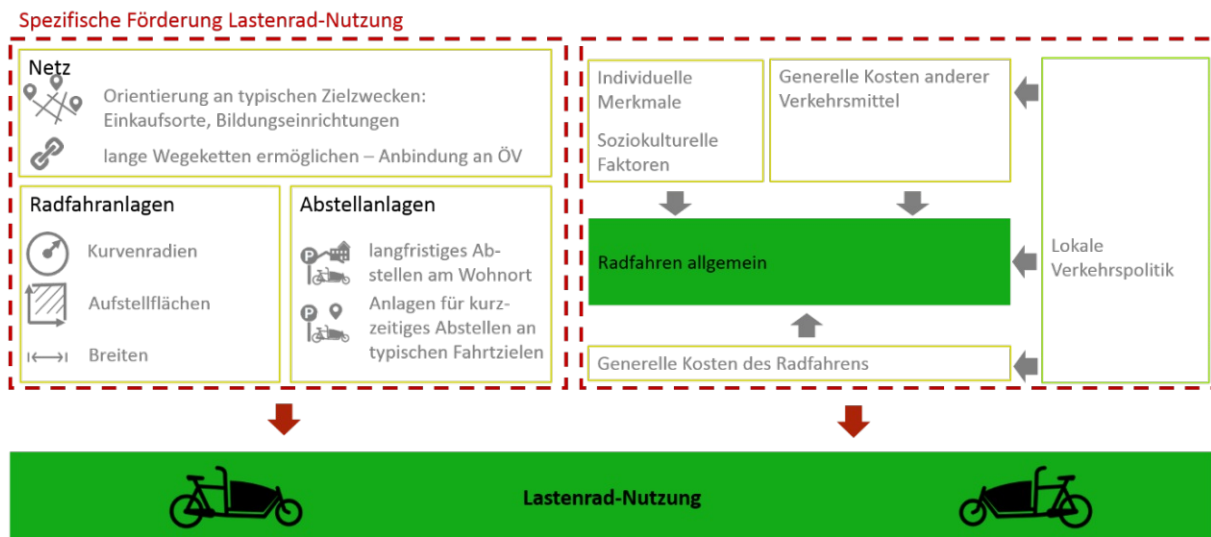 Spezifische Förderung Lastenrad-Nutzung
Netz
Orientierung an typischen Zielzwecken:
Einkaufsorte, Bildungseinrichtungen
lange Wegeketten ermöglichen – Anbindung an ÖV
Radfahranlagen
Kurvenradien
Aufstellflächen
Breiten
Abstellanlagen
P
langfristiges Ab-
stellen am Wohnort
P
Anlagen für kurz-
zeitiges Abstellen an
typischen Fahrtzielen
Individuelle
Merkmale
Soziokulturelle
Faktoren
Generelle Kosten anderer
Verkehrsmittel
Radfahren allgemein
Lokale
Verkehrspolitik
Generelle Kosten des Radfahrens
Lastenrad-Nutzung